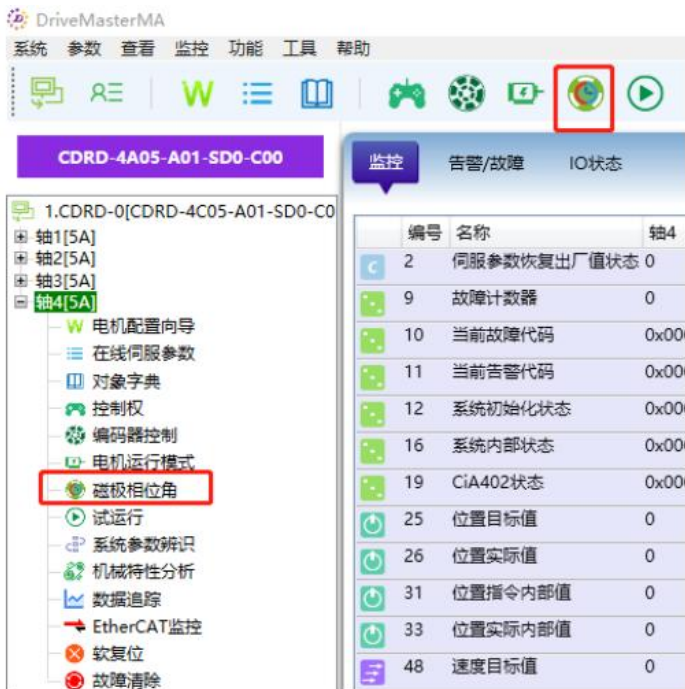 DriveMasterMA
系统 参数 查看 监控 功能 工具 帮助
CDRD-4A05-A01-SD0-C00
1.CDRD-0[CDRD-4C05-A01-SD0-C0
轴1[5A]
轴2[5A]
轴3[5A]
轴4[5A]
W 电机配置向导
在线伺服参数
对象字典
控制权
编码器控制
电机运行模式
磁极相位角
试运行
系统参数辨识
机械特性分析
数据追踪
EtherCAT监控
软复位
故障清除
监控 告警/故障 IO状态
编号 名称 轴4
2 伺服参数恢复出厂值状态 0
9 故障计数器 0
10 当前故障代码 0x00
11 当前告警代码 0x00
12 系统初始化状态 0x00
16 系统内部状态 0x00
19 CiA402状态 0x00
25 位置目标值 0
26 位置实际值 0
31 位置指令内部值 0
33 位置实际内部值 0
48 速度目标值 0